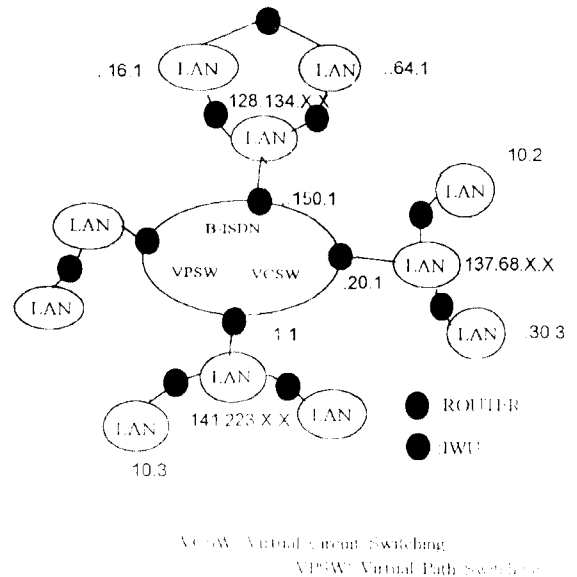 LAN
LAN
.16.1
..64.1
128.134.X.X
LAN
10.2
LAN
.150.1
B-ISDN
LAN
VPSW
VCSW
LAN
137.68.X.X
.20.1
LAN
1.1
LAN
.30 3
LAN
LAN
LAN
141.223.X.X
10.3
ROUTER
IWU
VCSW: Virtual Circuit Switching
VPSW: Virtual Path